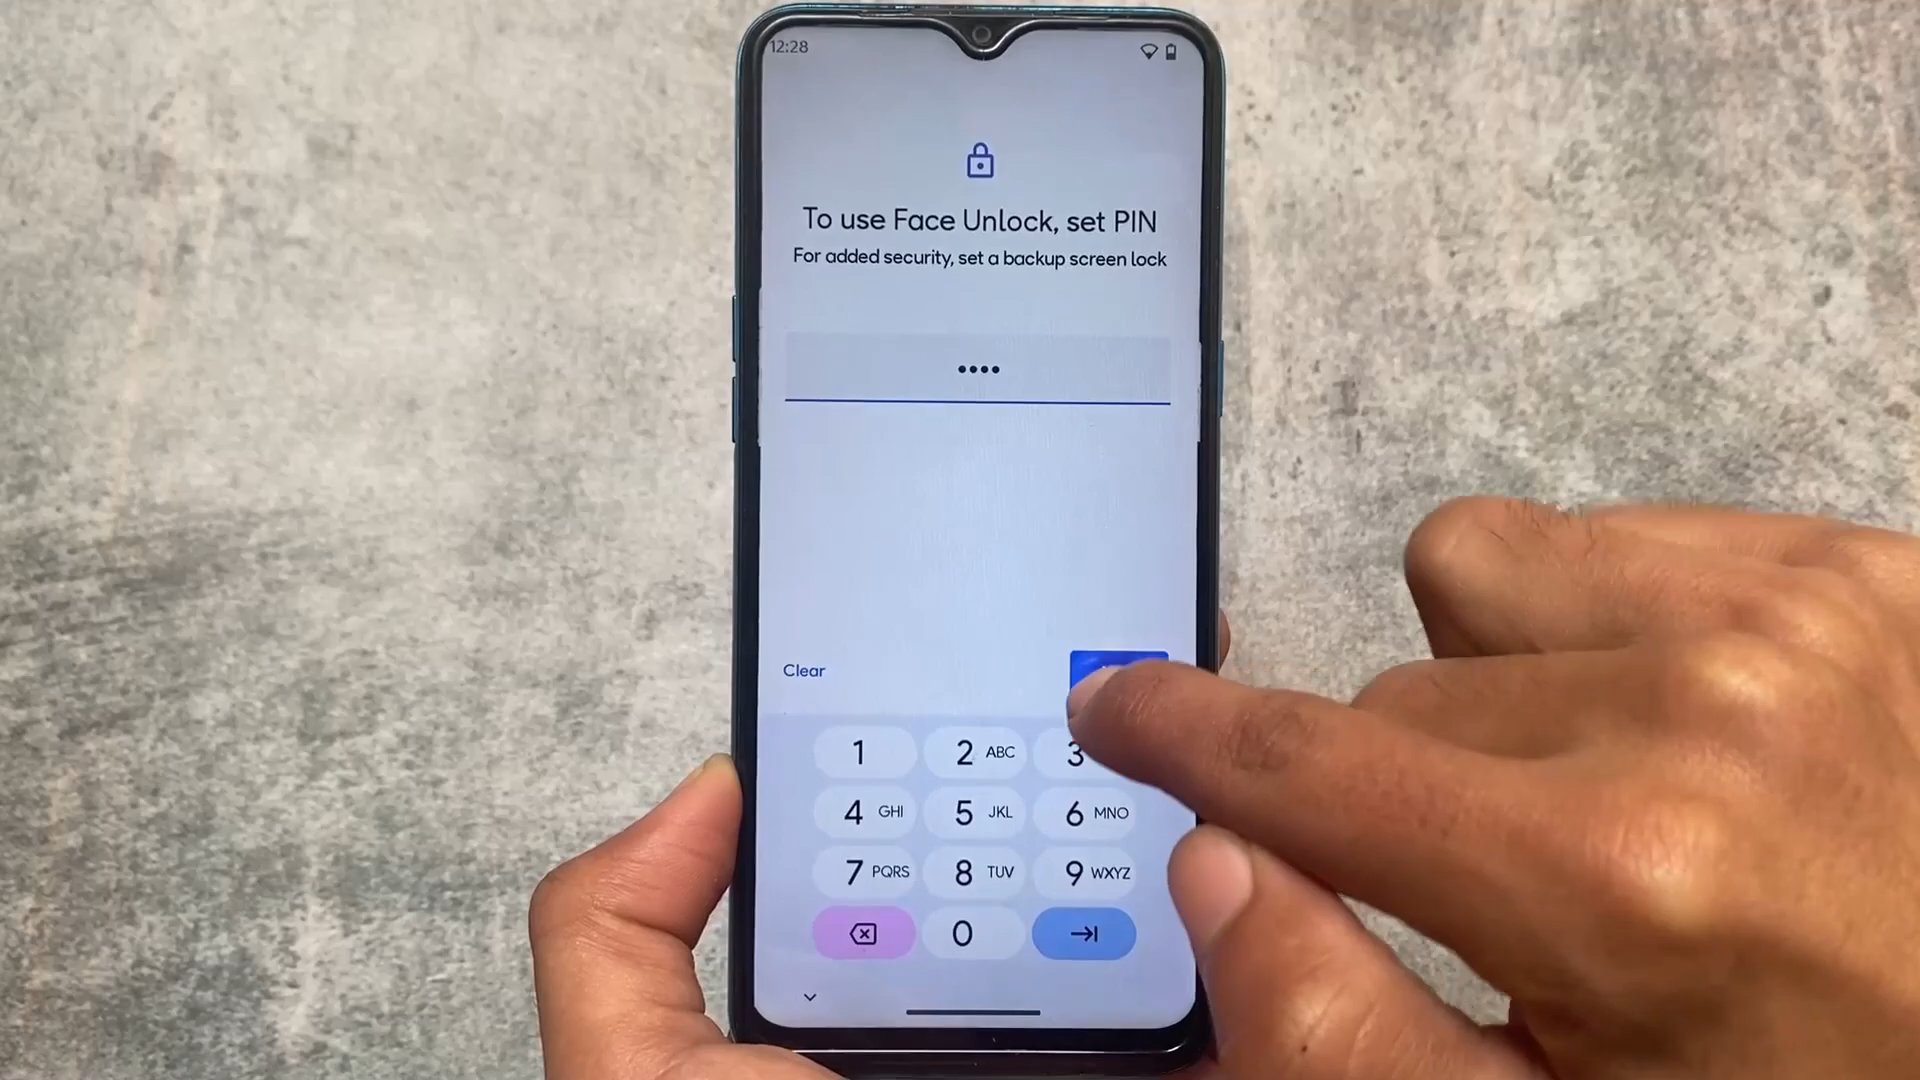 12:28
To use Face Unlock, set PIN
For added security, set a backup screen lock
Clear
1
2 ABC
3
4 GHI
5 JKL
6 MNO
7 PQRS
8 TUV
9 WXYZ
0